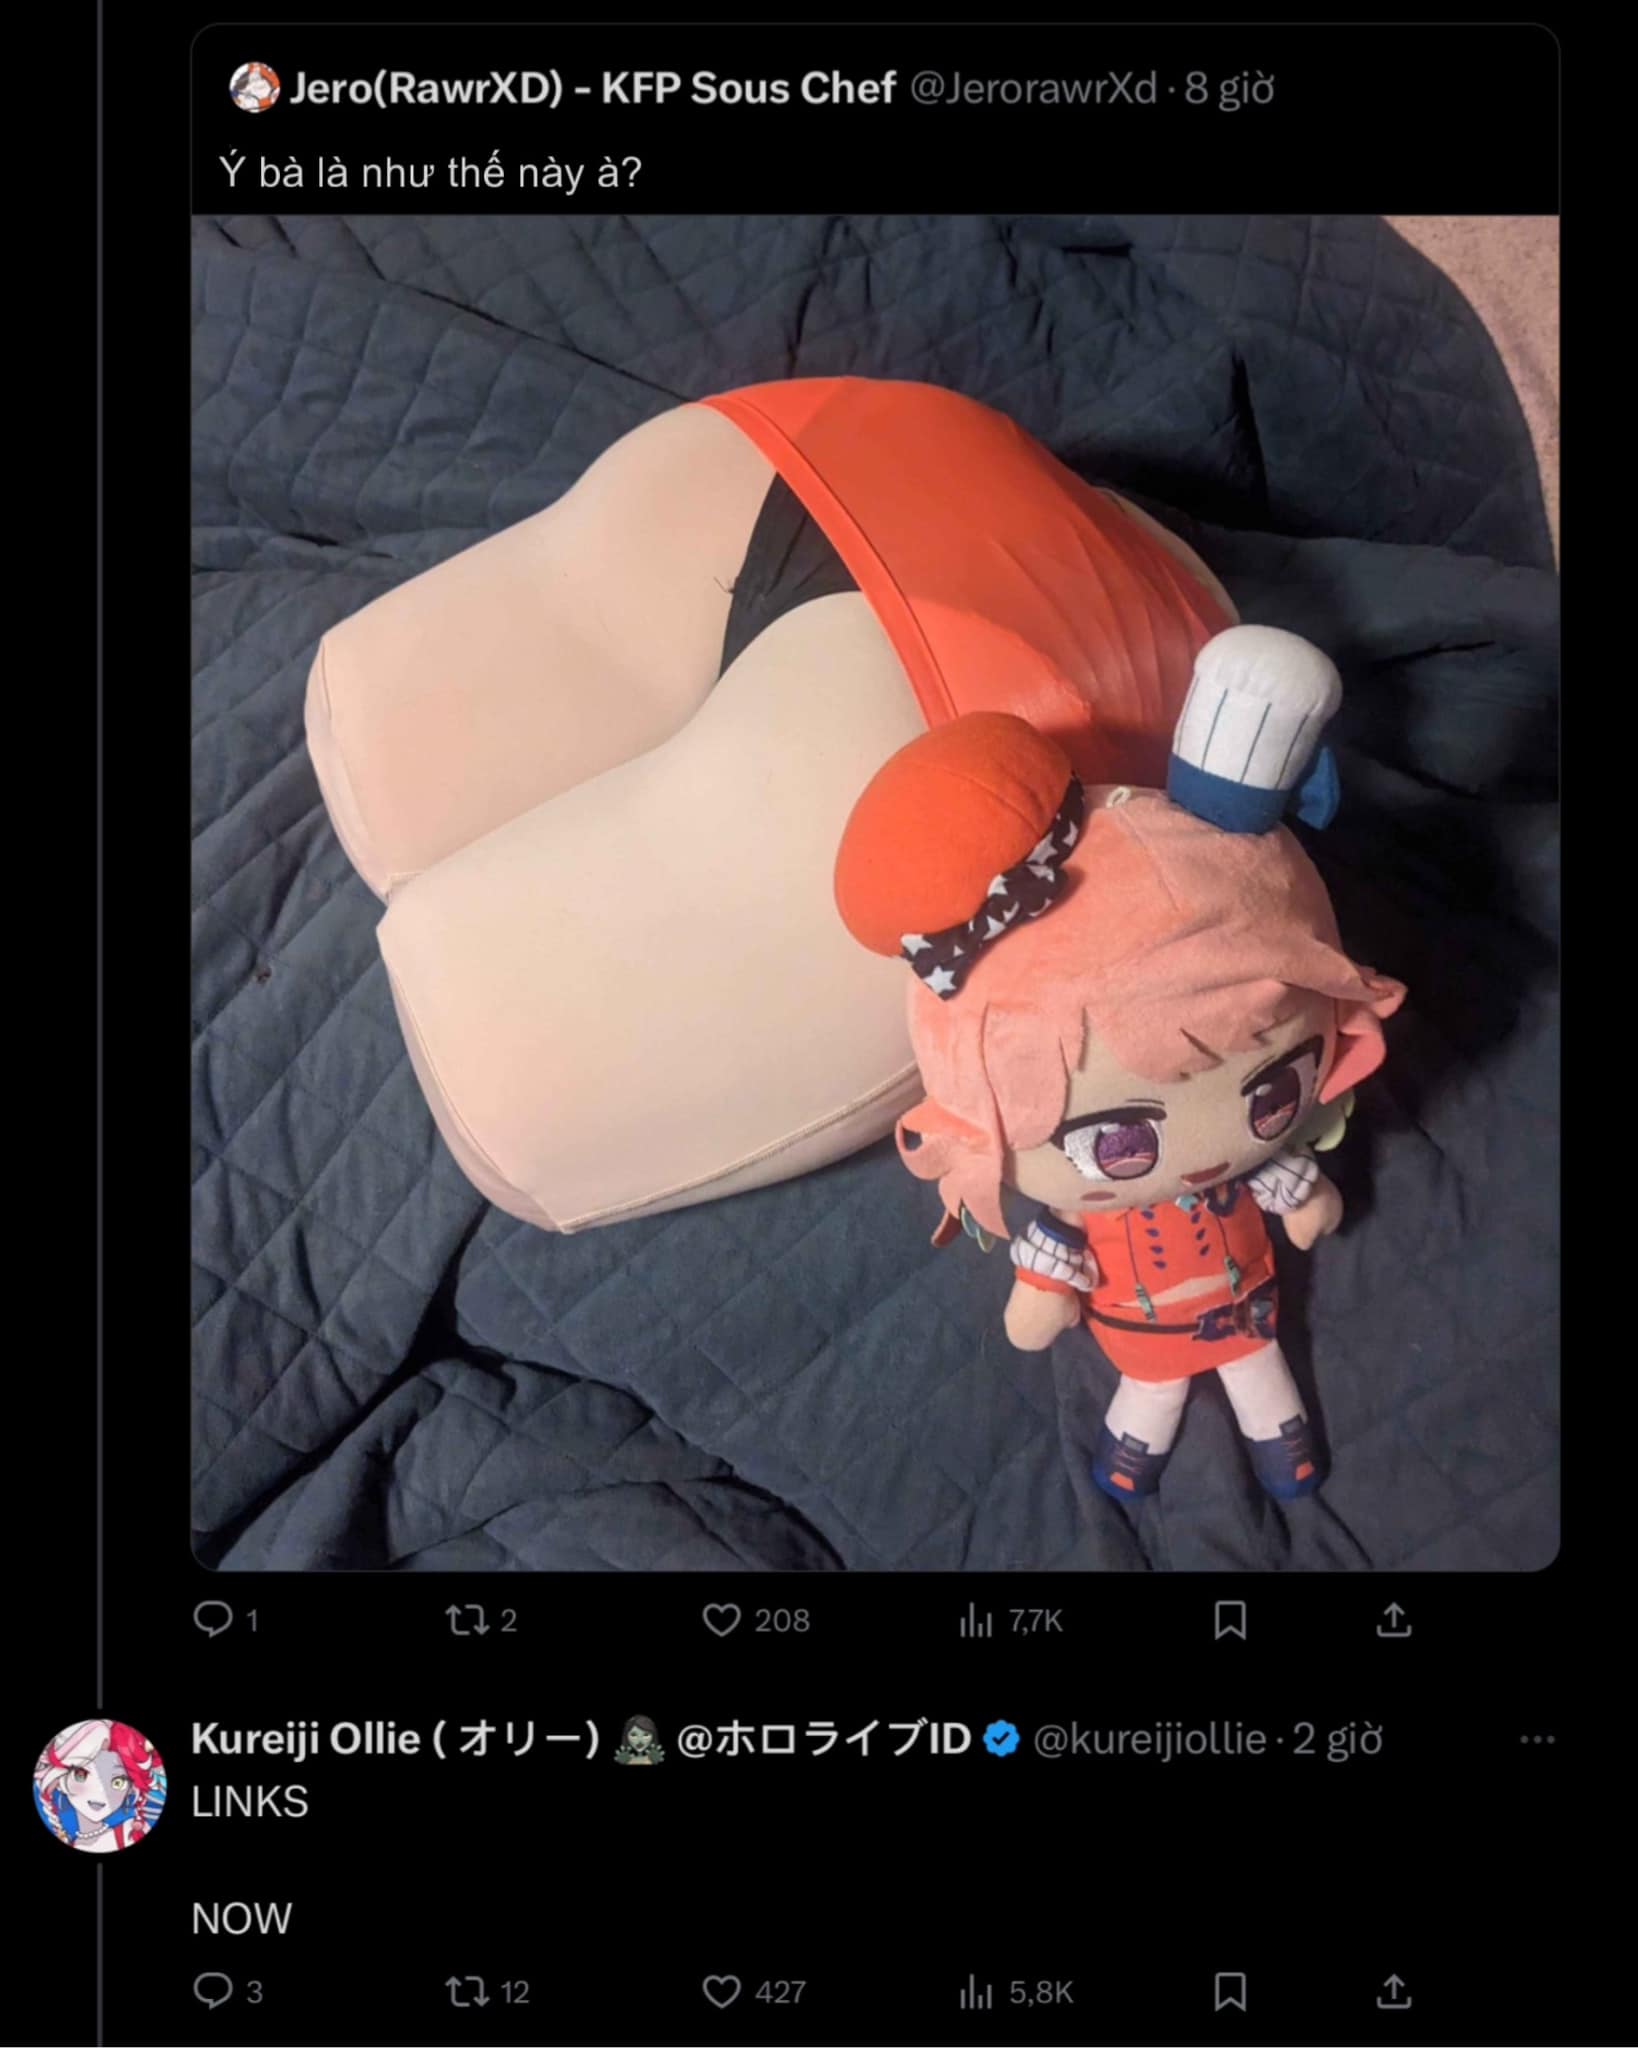 Jero(RawrXD) - KFP Sous Chef @JerorawrXd · 8 giờ
Ý bà là như thế này à?
1 2 208 7,7K
Kureiji Ollie ( オリー) 🧟‍♀️ @ホロライブID @kureijiollie · 2 giờ
LINKS
NOW
3 12 427 5,8K